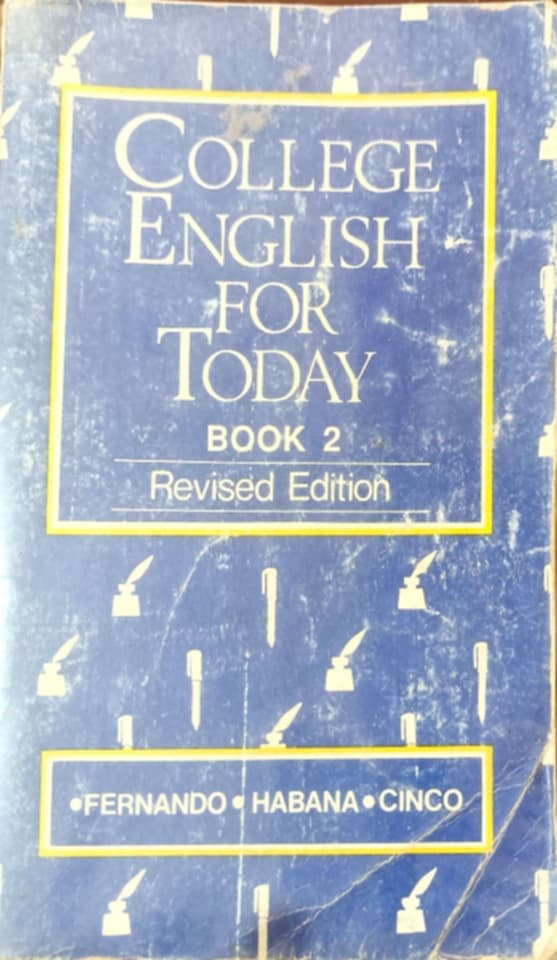 COLLEGE
ENGLISH
FOR
TODAY
BOOK 2
Revised Edition
•FERNANDO • HABANA • CINCO